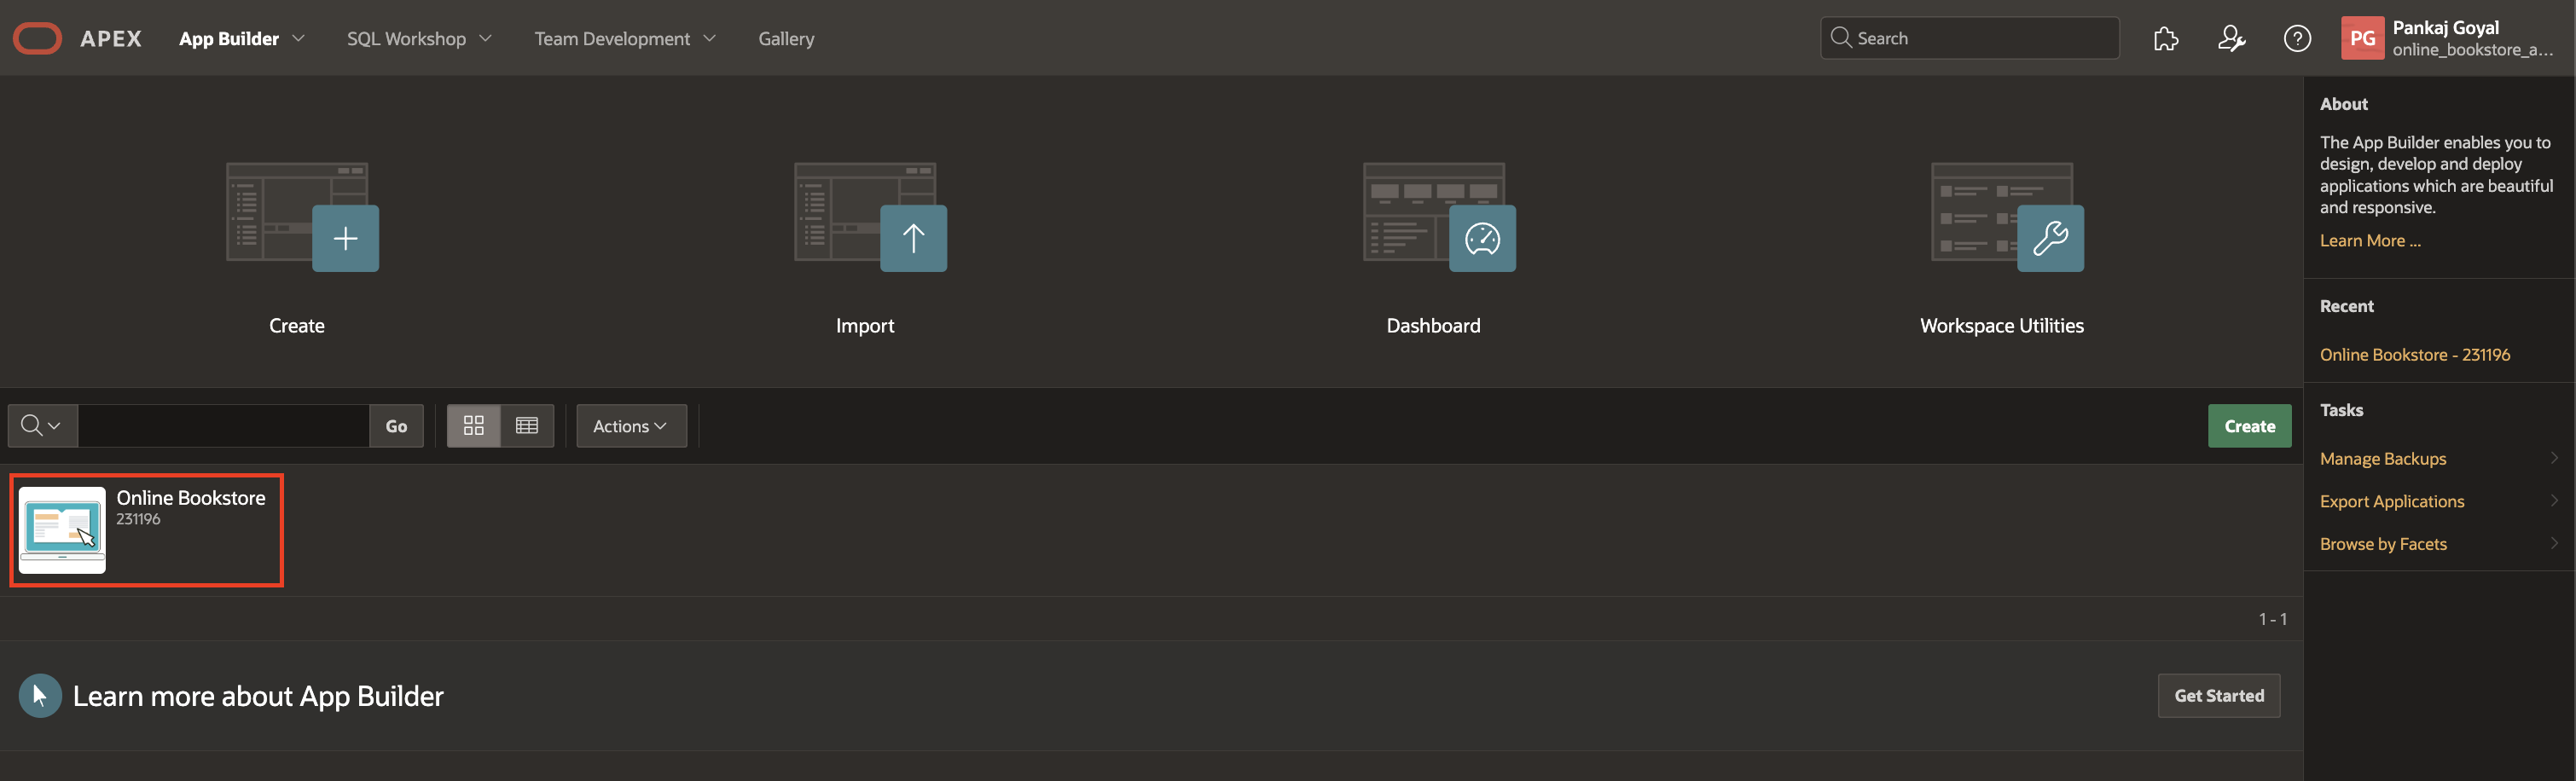 APEX App Builder SQL Workshop Team Development Gallery Search
PG Pankaj Goyal
online_bookstore_a...
Create
Import
Dashboard
Workspace Utilities
Go Actions Create
Online Bookstore
231196
1 - 1
Learn more about App Builder
Get Started
About
The App Builder enables you to
design, develop and deploy
applications which are beautiful
and responsive.
Learn More ...
Recent
Online Bookstore - 231196
Tasks
Manage Backups
Export Applications
Browse by Facets